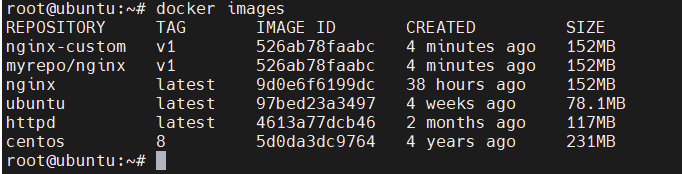 root@ubuntu:~# docker images
REPOSITORY TAG IMAGE ID CREATED SIZE
nginx-custom v1 526ab78faabc 4 minutes ago 152MB
myrepo/nginx v1 526ab78faabc 4 minutes ago 152MB
nginx latest 9d0e6f6199dc 38 hours ago 152MB
ubuntu latest 97bed23a3497 4 weeks ago 78.1MB
httpd latest 4613a77dcb46 2 months ago 117MB
centos 8 5d0da3dc9764 4 years ago 231MB
root@ubuntu:~#